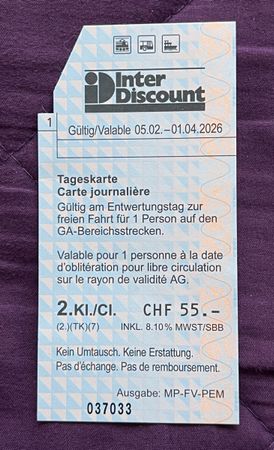 iD Inter
Discount
1
Gültig/Valable 05.02. – 01.04.2026
Tageskarte
Carte journalière
Gültig am Entwertungstag zur
freien Fahrt für 1 Person auf den
GA-Bereichsstrecken.
Valable pour 1 personne à la date
d'oblitération pour libre circulation
sur le rayon de validité AG.
2.Kl./Cl. CHF 55.–
(2.)(TK)(7) INKL. 8.10% MWST/SBB
Kein Umtausch. Keine Erstattung.
Pas d'échange. Pas de remboursement.
Ausgabe: MP-FV-PEM
037033